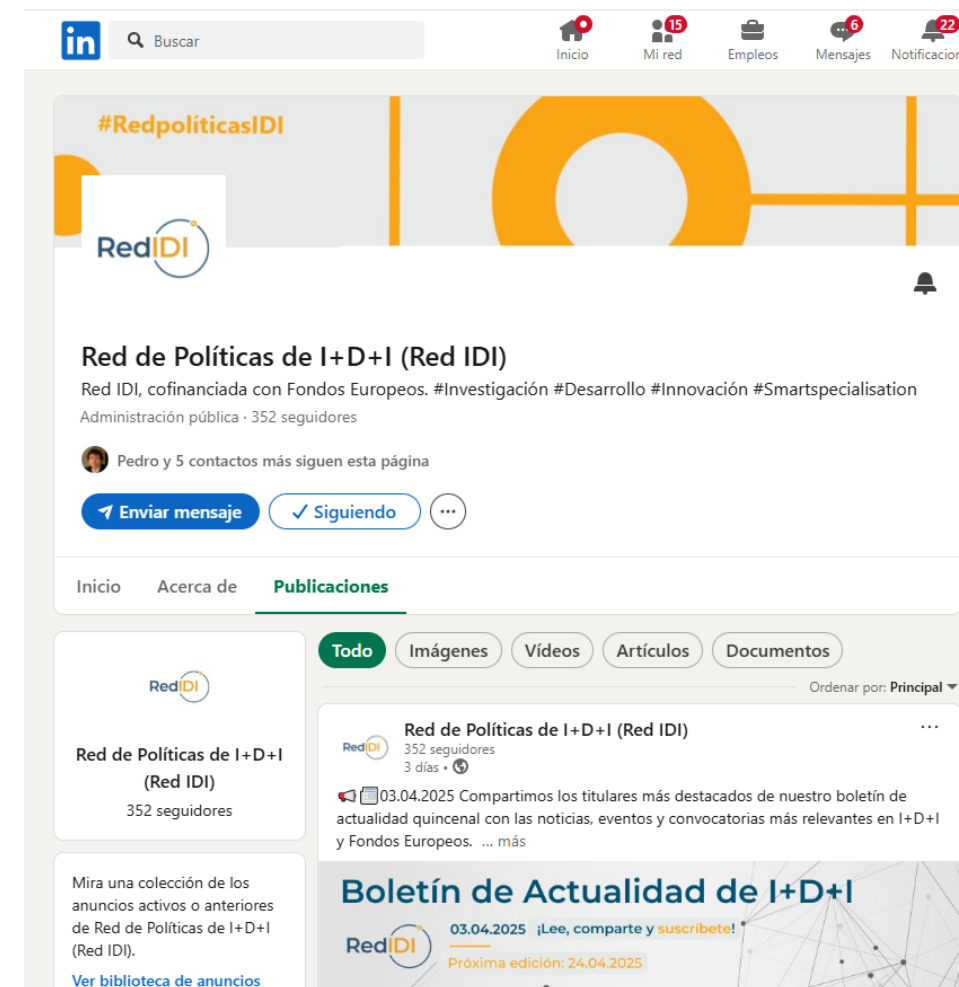 in
Buscar
15
6
22
Inicio
Mi red
Empleos
Mensajes
Notificacion
#RedpolíticasIDI
RedIDI
Red de Políticas de I+D+I (Red IDI)
Red IDI, cofinanciada con Fondos Europeos. #Investigación #Desarrollo #Innovación #Smartspecialisation
Administración pública · 352 seguidores
Pedro y 5 contactos más siguen esta página
Enviar mensaje
Siguiendo
Inicio
Acerca de
Publicaciones
RedIDI
Red de Políticas de I+D+I
(Red IDI)
352 seguidores
Mira una colección de los
anuncios activos o anteriores
de Red de Políticas de I+D+I
(Red IDI).
Ver biblioteca de anuncios
Todo
Imágenes
Vídeos
Artículos
Documentos
Ordenar por: Principal
RedIDI
Red de Políticas de I+D+I (Red IDI)
352 seguidores
3 días •
03.04.2025 Compartimos los titulares más destacados de nuestro boletín de
actualidad quincenal con las noticias, eventos y convocatorias más relevantes en I+D+I
y Fondos Europeos. ... más
Boletín de Actualidad de I+D+I
RedIDI
03.04.2025 ¡Lee, comparte y suscríbete!
Próxima edición: 24.04.2025